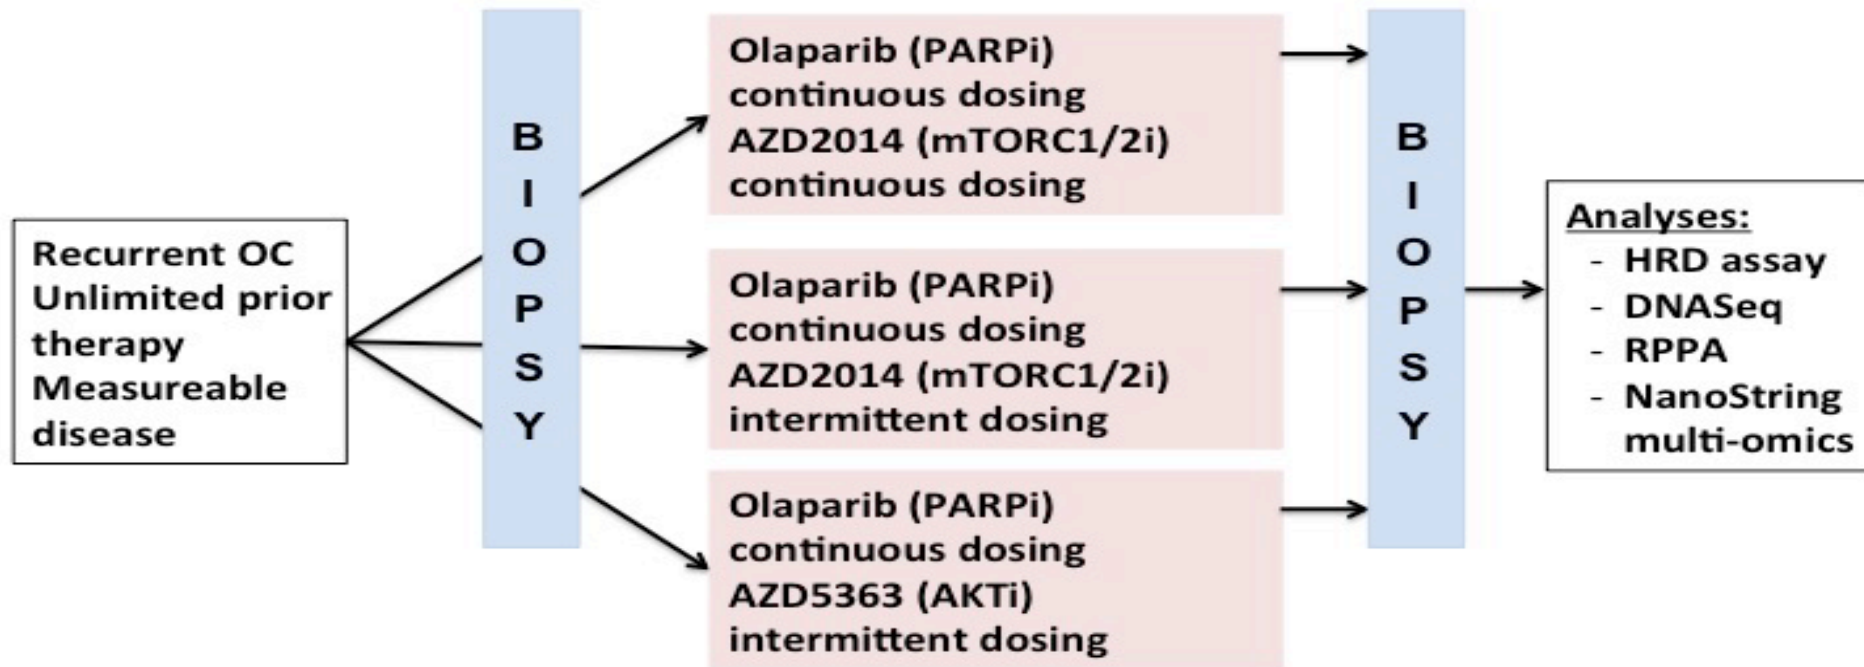 Recurrent OC
Unlimited prior
therapy
Measureable
disease
BIOPSY
Olaparib (PARPi)
continuous dosing
AZD2014 (mTORC1/2i)
continuous dosing
Olaparib (PARPi)
continuous dosing
AZD2014 (mTORC1/2i)
intermittent dosing
Olaparib (PARPi)
continuous dosing
AZD5363 (AKTi)
intermittent dosing
BIOPSY
Analyses:
- HRD assay
- DNASeq
- RPPA
- NanoString
multi-omics